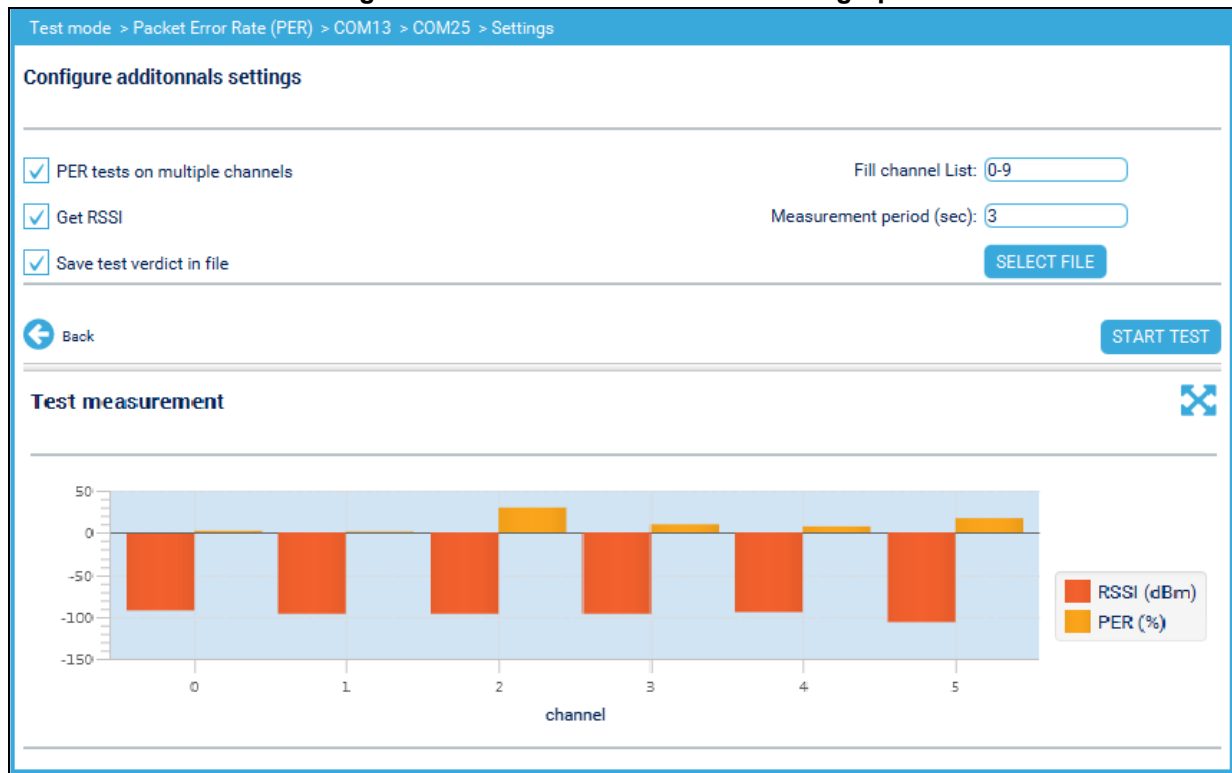 Test mode > Packet Error Rate (PER) > COM13 > COM25 > Settings
Configure additonnals settings
PER tests on multiple channels Fill channel List: 0-9
Get RSSI Measurement period (sec): 3
Save test verdict in file SELECT FILE
Back START TEST
Test measurement
50
0
-50
-100
-150
0 1 2 3 4 5
channel
RSSI (dBm)
PER (%)